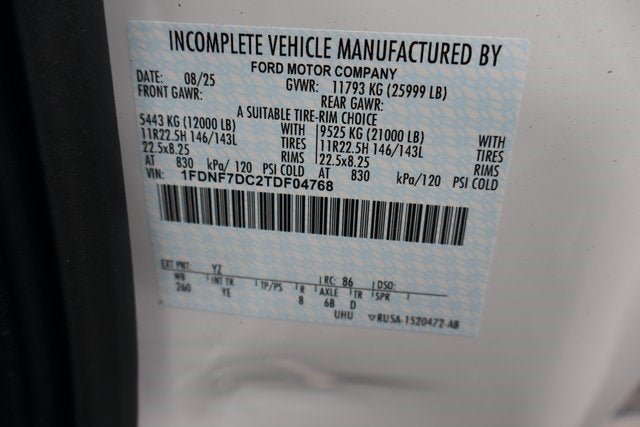 INCOMPLETE VEHICLE MANUFACTURED BY
FORD MOTOR COMPANY
DATE: 08/25 GVWR: 11793 KG (25999 LB)
FRONT GAWR: REAR GAWR:
A SUITABLE TIRE-RIM CHOICE
5443 KG (12000 LB) WITH 9525 KG (21000 LB) WITH
11R22.5H 146/143L TIRES 11R22.5H 146/143L TIRES
22.5x8.25 RIMS 22.5x8.25 RIMS
AT 830 kPa/120 PSI COLD AT 830 kPa/120 PSI COLD
VIN: 1FDNF7DC2TDF04768
EXT PNT: YZ RC: 86 DSO:
WB INT TR TP/PS R AXLE TR SPR
260 YE 8 68 D
UHU RU5A-1520472-AB